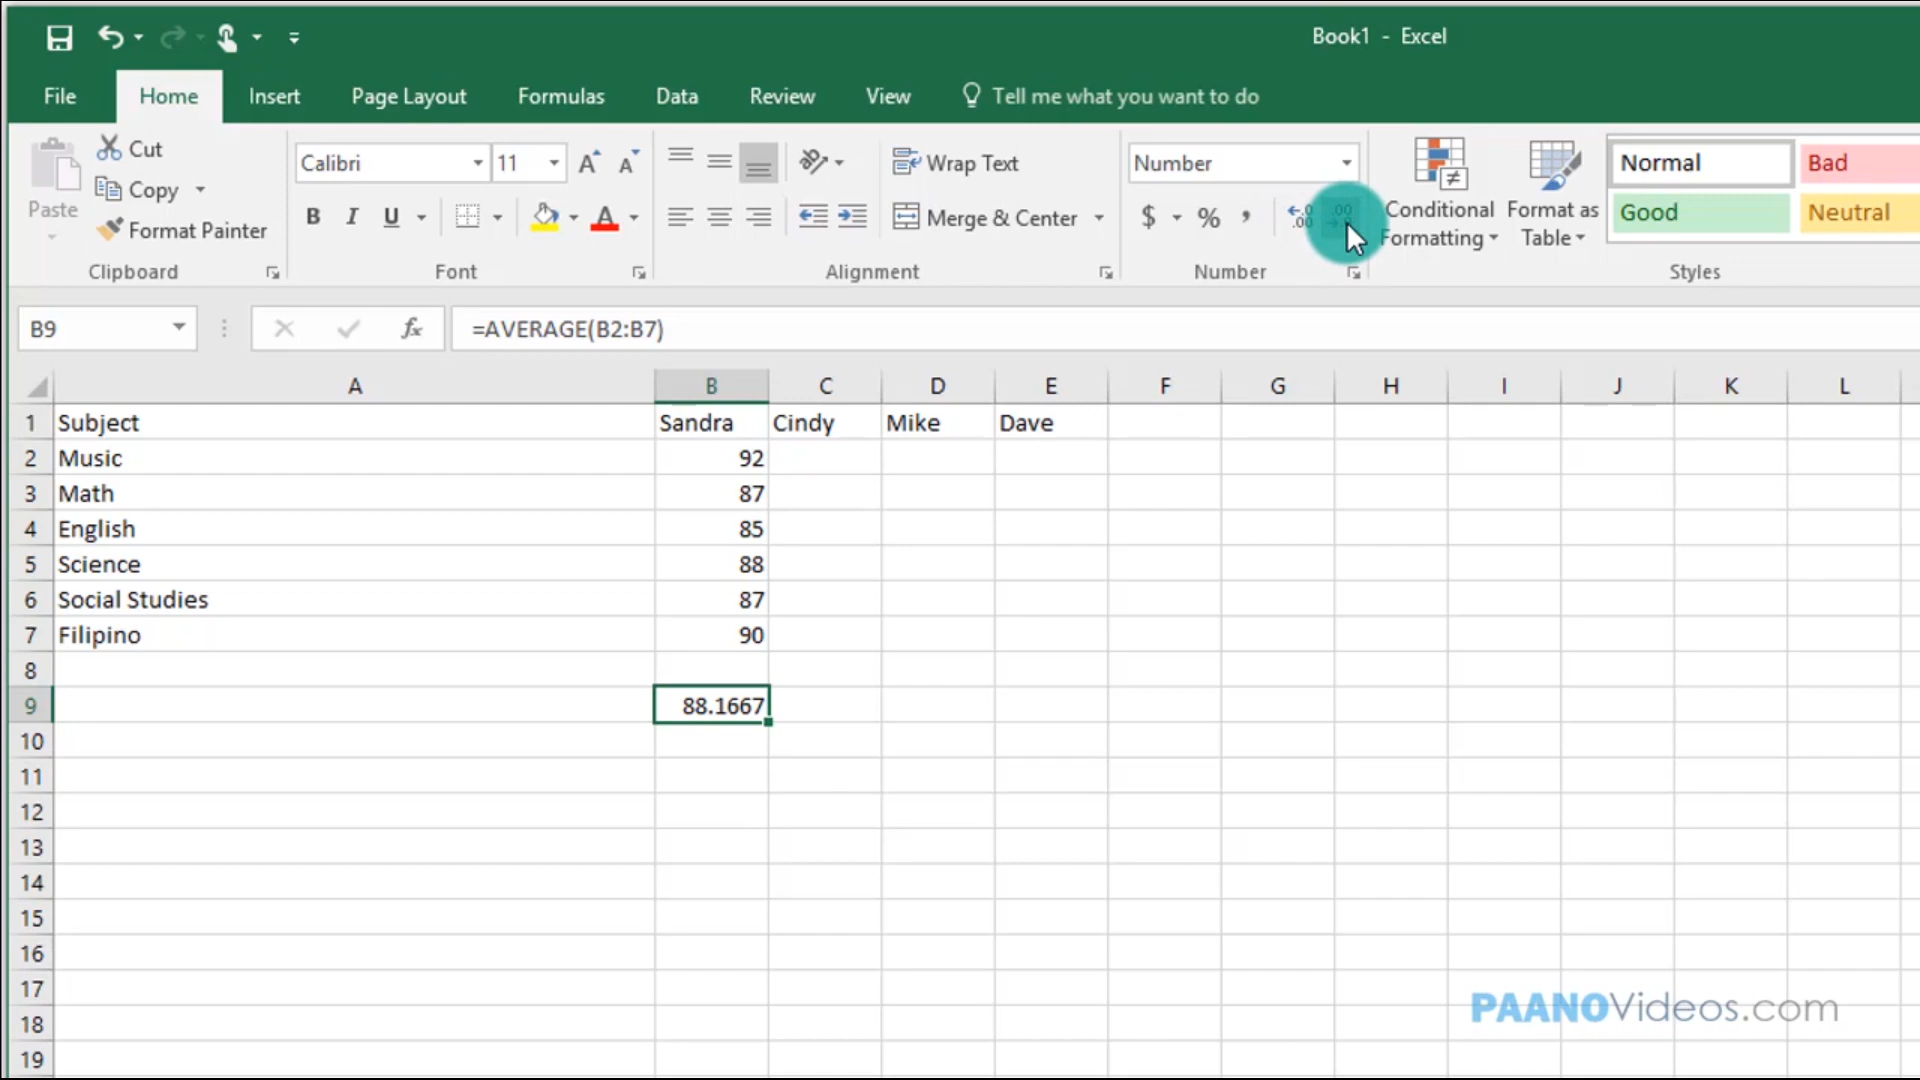 Book1 - Excel
File Home Insert Page Layout Formulas Data Review View Tell me what you want to do
Paste
Cut
Copy
Format Painter
Clipboard
Calibri 11
B I U
Font
Wrap Text
Merge & Center
Alignment
Number
$ % ,
Number
Conditional Formatting
Format as Table
Normal Bad
Good Neutral
Styles
B9 fx =AVERAGE(B2:B7)
A B C D E F G H I J K L
1 Subject Sandra Cindy Mike Dave
2 Music 92
3 Math 87
4 English 85
5 Science 88
6 Social Studies 87
7 Filipino 90
8
9 88.1667
10
11
12
13
14
15
16
17
PAANOVideos.com
18
19